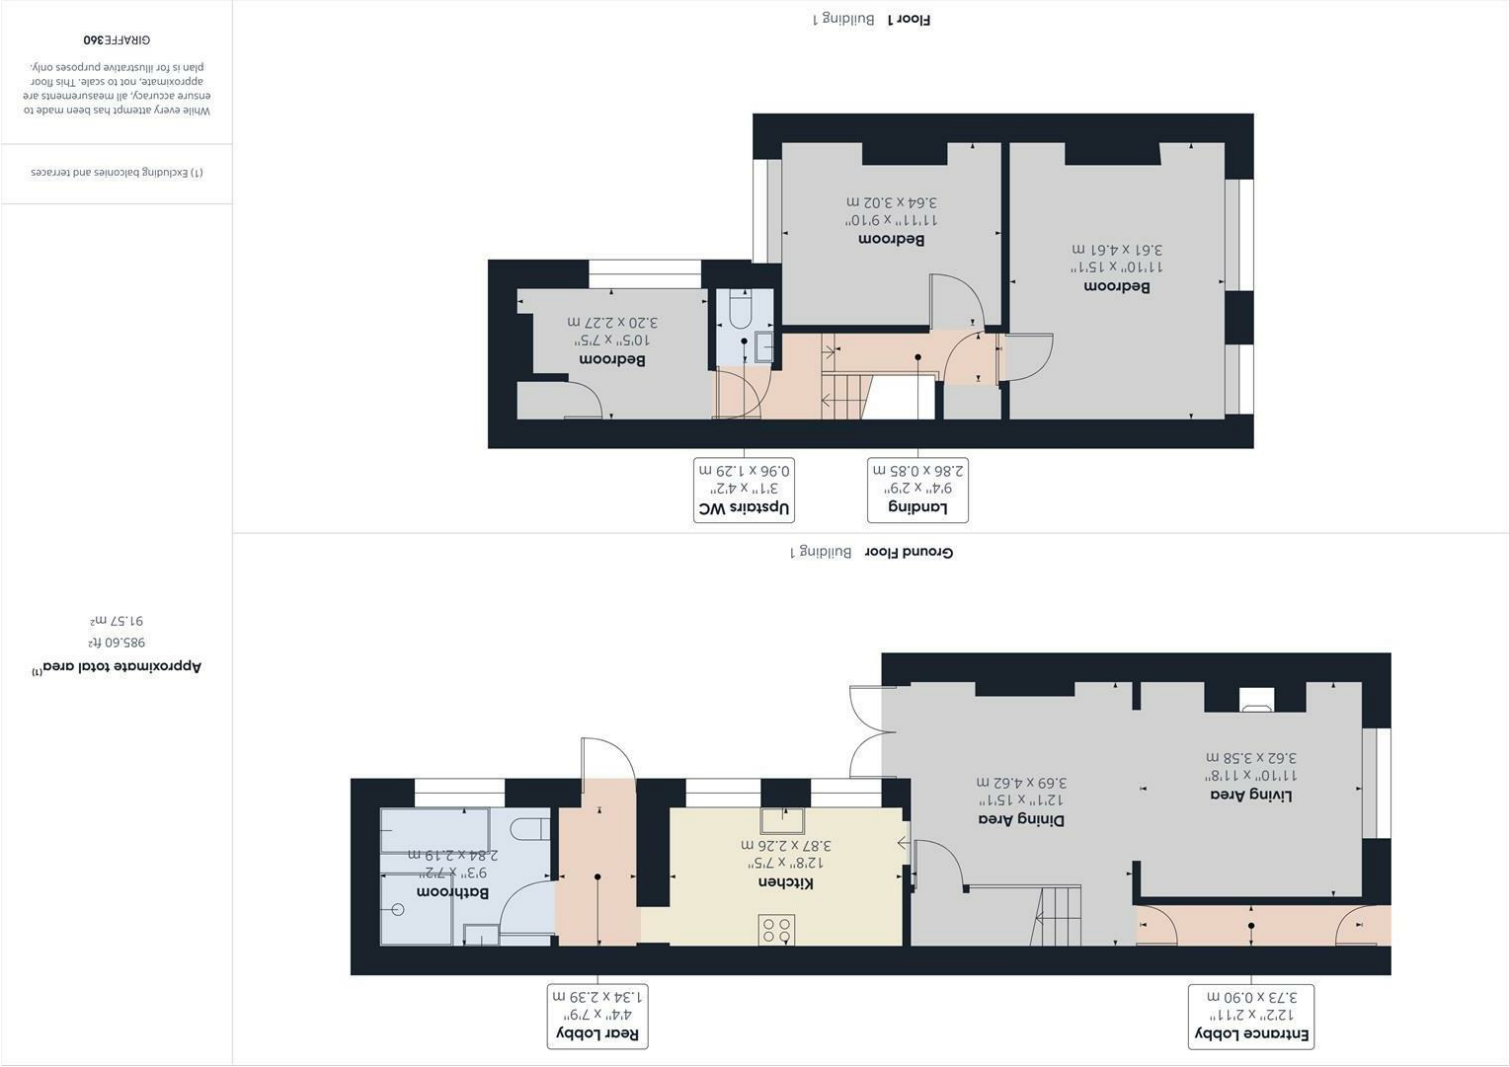 Entrance Lobby
12'2" x 2'11"
3.73 x 0.90 m
Rear Lobby
4'4" x 7'9"
1.34 x 2.39 m
Living Area
11'10" x 11'8"
3.62 x 3.58 m
Dining Area
12'1" x 15'1"
3.69 x 4.62 m
Kitchen
12'8" x 7'5"
3.87 x 2.26 m
Bathroom
9'3" x 7'2"
2.84 x 2.19 m
Ground Floor Building 1
Landing
9'4" x 2'9"
2.86 x 0.85 m
Upstairs WC
3'1" x 4'2"
0.96 x 1.29 m
Bedroom
11'10" x 15'1"
3.61 x 4.61 m
Bedroom
11'11" x 9'10"
3.64 x 3.02 m
Bedroom
10'5" x 7'5"
3.20 x 2.27 m
Floor 1 Building 1
Approximate total area(1)
985.60 ft²
91.57 m²
(1) Excluding balconies and terraces
While every attempt has been made to
ensure accuracy, all measurements are
approximate, not to scale. This floor
plan is for illustrative purposes only.
GIRAFFE360